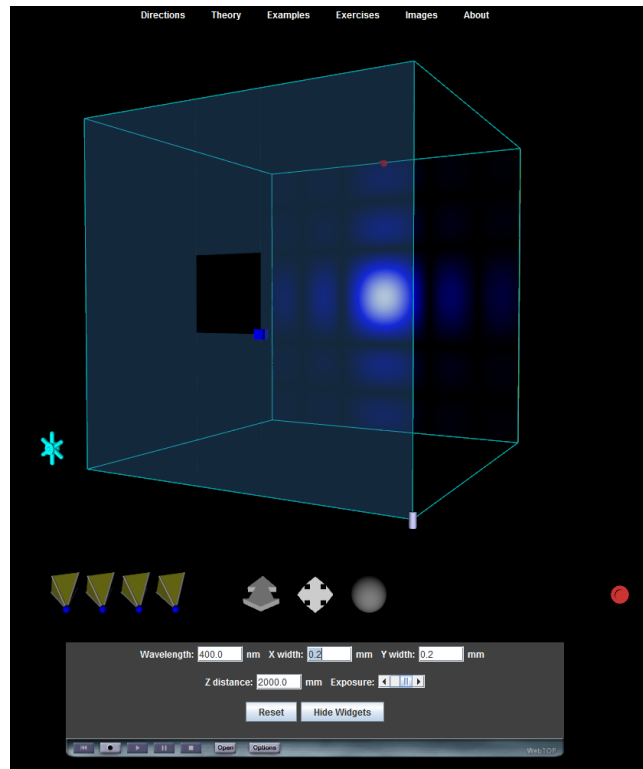 Directions Theory Examples Exercises Images About
Wavelength: 400.0 nm X width: 0.2 mm Y width: 0.2 mm
Z distance: 2000.0 mm Exposure:
Reset Hide Widgets
Open Options WebTOP